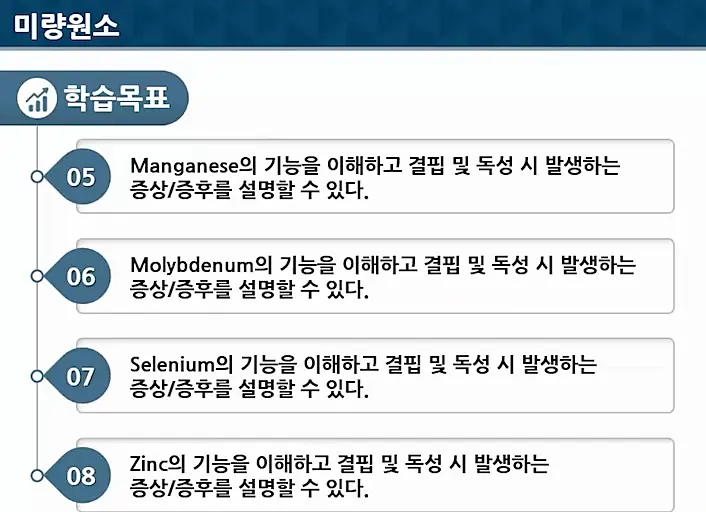 미량원소
학습목표
05
Manganese의 기능을 이해하고 결핍 및 독성 시 발생하는
증상/증후를 설명할 수 있다.
06
Molybdenum의 기능을 이해하고 결핍 및 독성 시 발생하는
증상/증후를 설명할 수 있다.
07
Selenium의 기능을 이해하고 결핍 및 독성 시 발생하는
증상/증후를 설명할 수 있다.
08
Zinc의 기능을 이해하고 결핍 및 독성 시 발생하는
증상/증후를 설명할 수 있다.